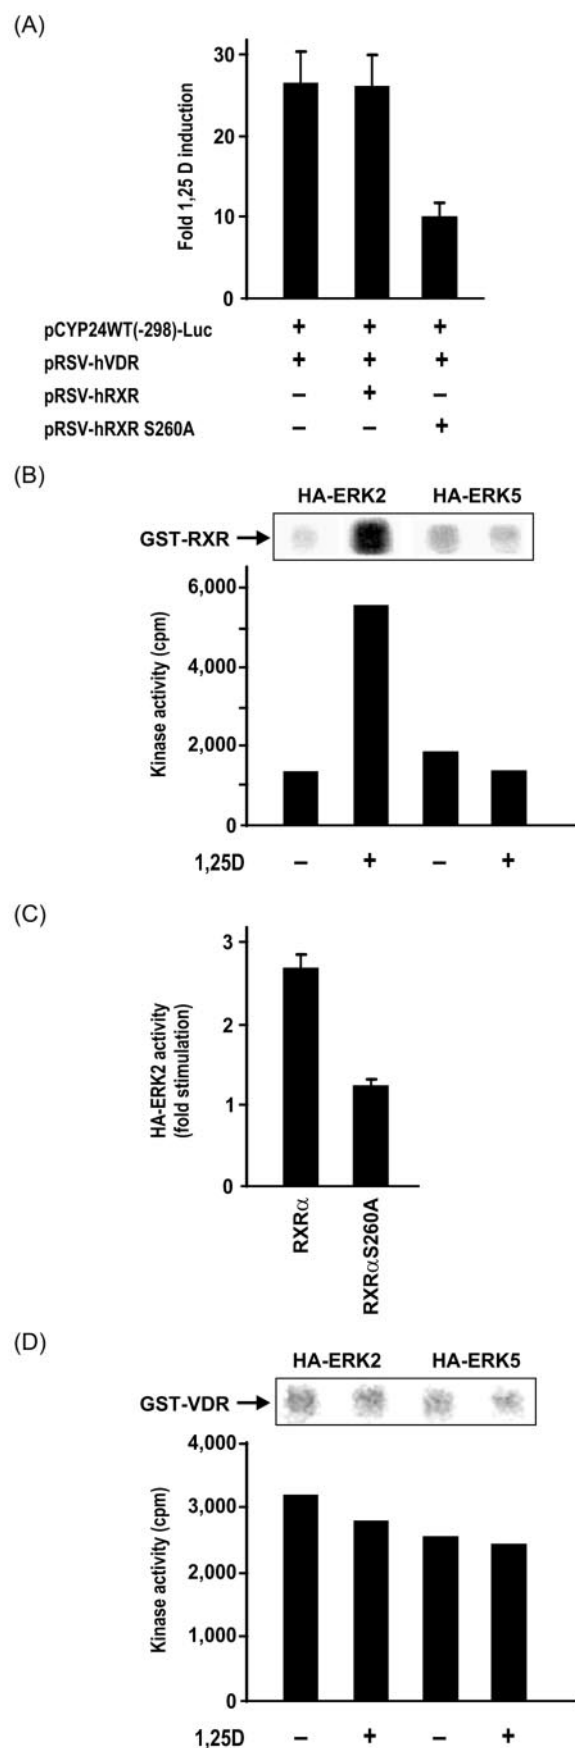 (A)
Fold 1,25 D induction
30
20
10
0
pCYP24WT(-298)-Luc + + +
pRSV-hVDR + + +
pRSV-hRXR – + –
pRSV-hRXR S260A – – +
(B)
HA-ERK2 HA-ERK5
GST-RXR
Kinase activity (cpm)
6,000
4,000
2,000
0
1,25D – + – +
(C)
HA-ERK2 activity
(fold stimulation)
3
2
1
0
RXRα
RXRαS260A
(D)
HA-ERK2 HA-ERK5
GST-VDR
Kinase activity (cpm)
4,000
3,000
2,000
1,000
0
1,25D – + – +